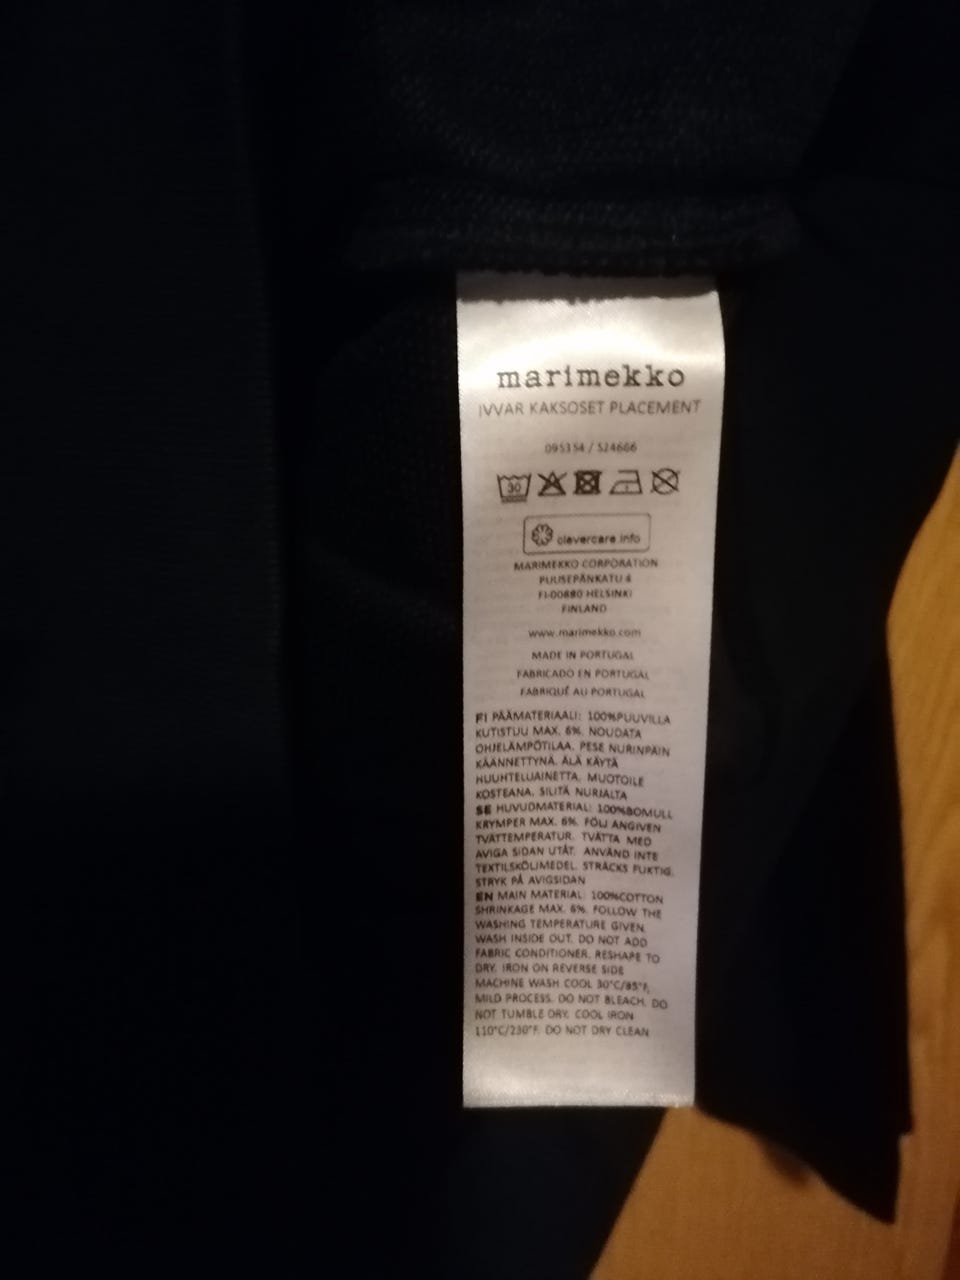 marimekko
IVVAR KAKSOSET PLACEMENT
095354 / 524666
30
clevercare.info
MARIMEKKO CORPORATION
PUUSEPÄNKATU 4
FI-00880 HELSINKI
FINLAND
www.marimekko.com
MADE IN PORTUGAL
FABRICADO EN PORTUGAL
FABRIQUÉ AU PORTUGAL
FI PÄÄMATERIAALI: 100%PUUVILLA
KUTISTUU MAX. 6%. NOUDATA
OHJELÄMPÖTILAA. PESE NURINPÄIN
KÄÄNNETTYNÄ. ÄLÄ KÄYTÄ
HUUHTELUAINETTA. MUOTOILE
KOSTEANA. SILITÄ NURJALTA
SE HUVUDMATERIAL: 100%BOMULL
KRYMPER MAX. 6%. FÖLJ ANGIVEN
TVÄTTEMPERATUR. TVÄTTA MED
AVIGA SIDAN UTÅT. ANVÄND INTE
TEXTILSKÖLJMEDEL. STRÄCKS FUKTIG.
STRYK PÅ AVIGSIDAN
EN MAIN MATERIAL: 100%COTTON
SHRINKAGE MAX. 6%. FOLLOW THE
WASHING TEMPERATURE GIVEN.
WASH INSIDE OUT. DO NOT ADD
FABRIC CONDITIONER. RESHAPE TO
DRY. IRON ON REVERSE SIDE
MACHINE WASH COOL 30°C/85°F,
MILD PROCESS. DO NOT BLEACH. DO
NOT TUMBLE DRY. COOL IRON
110°C/230°F. DO NOT DRY CLEAN